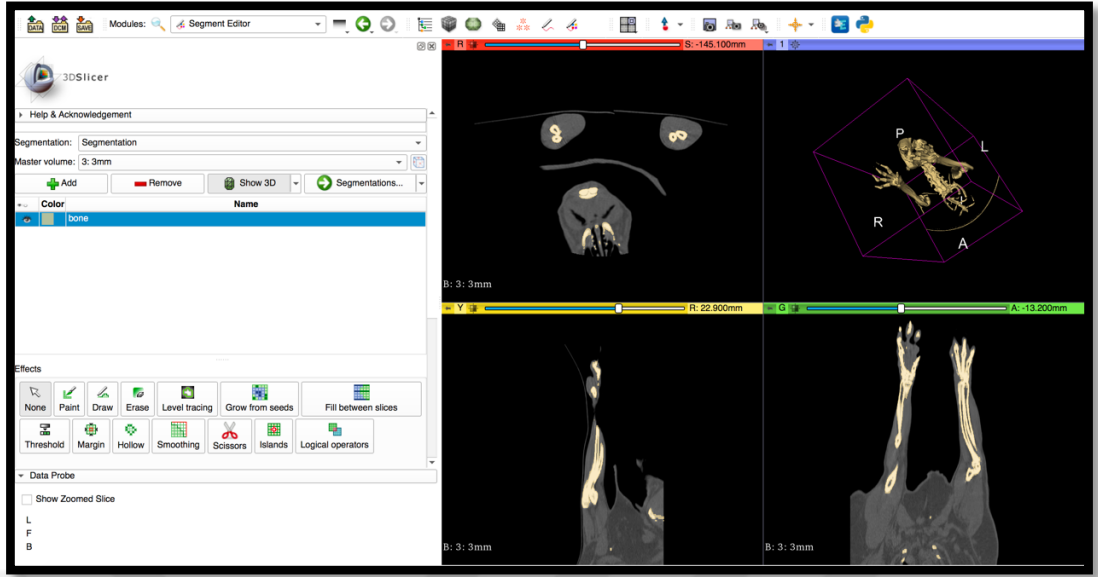 DATA DCM SAVE Modules: Segment Editor
3DSlicer
Help & Acknowledgement
Segmentation: Segmentation
Master volume: 3: 3mm
Add Remove Show 3D Segmentations...
Color Name
bone
Effects
None Paint Draw Erase Level tracing Grow from seeds Fill between slices
Threshold Margin Hollow Smoothing Scissors Islands Logical operators
Data Probe
Show Zoomed Slice
L
F
B
R S: -145.100mm
B: 3: 3mm
1
P
L
R
A
Y R: 22.900mm
B: 3: 3mm
G A: -13.200mm
B: 3: 3mm